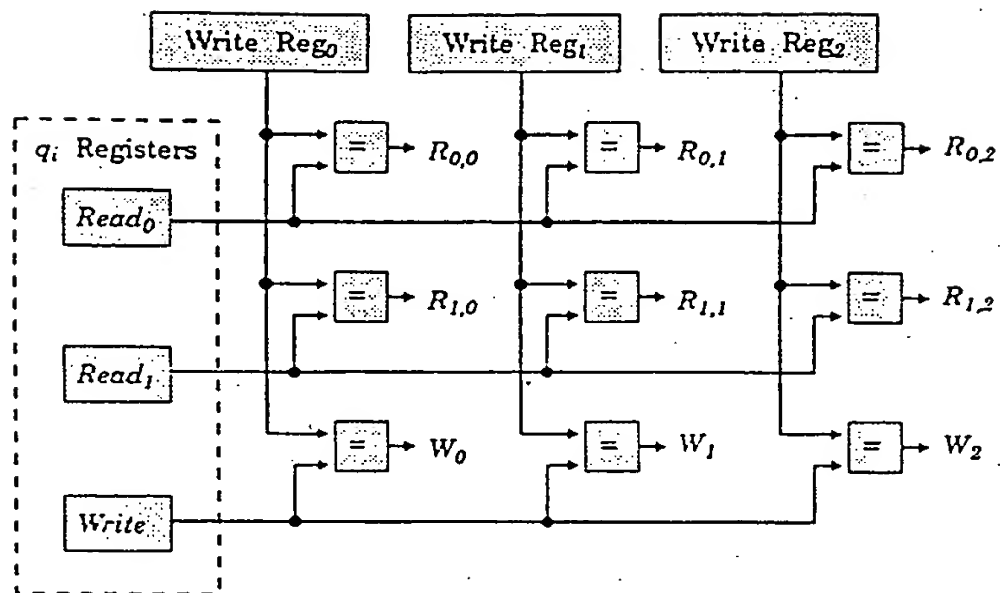 Write Reg₀ Write Reg₁ Write Reg₂
qᵢ Registers
= R₀,₀ = R₀,₁ = R₀,₂
Read₀
= R₁,₀ = R₁,₁ = R₁,₂
Read₁
= W₀ = W₁ = W₂
Write